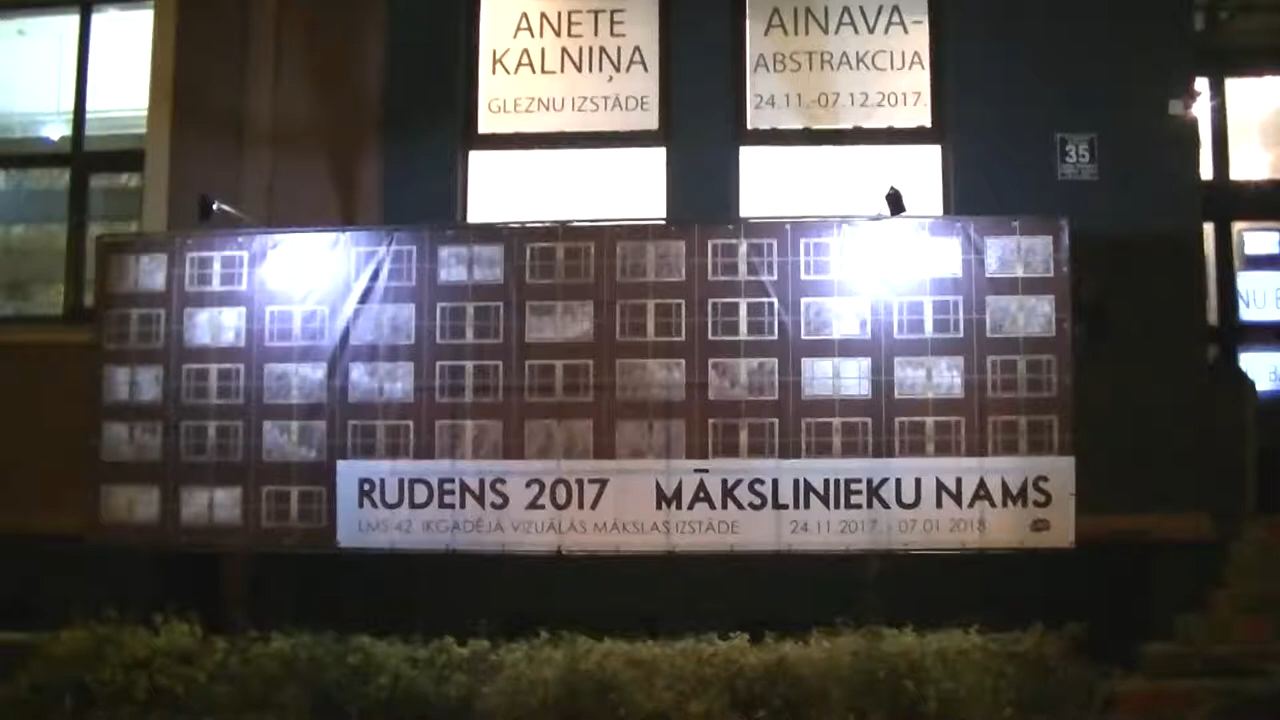 ANETE
KALNIŅA
GLEZNU IZSTĀDE
AINAVA-
ABSTRAKCIJA
24.11.-07.12.2017.
35
RUDENS 2017 MĀKSLINIEKU NAMS
LMS 42. IKGADĒJĀ VIZUĀLĀS MĀKSLAS IZSTĀDE 24.11.2017. - 07.01.2018.